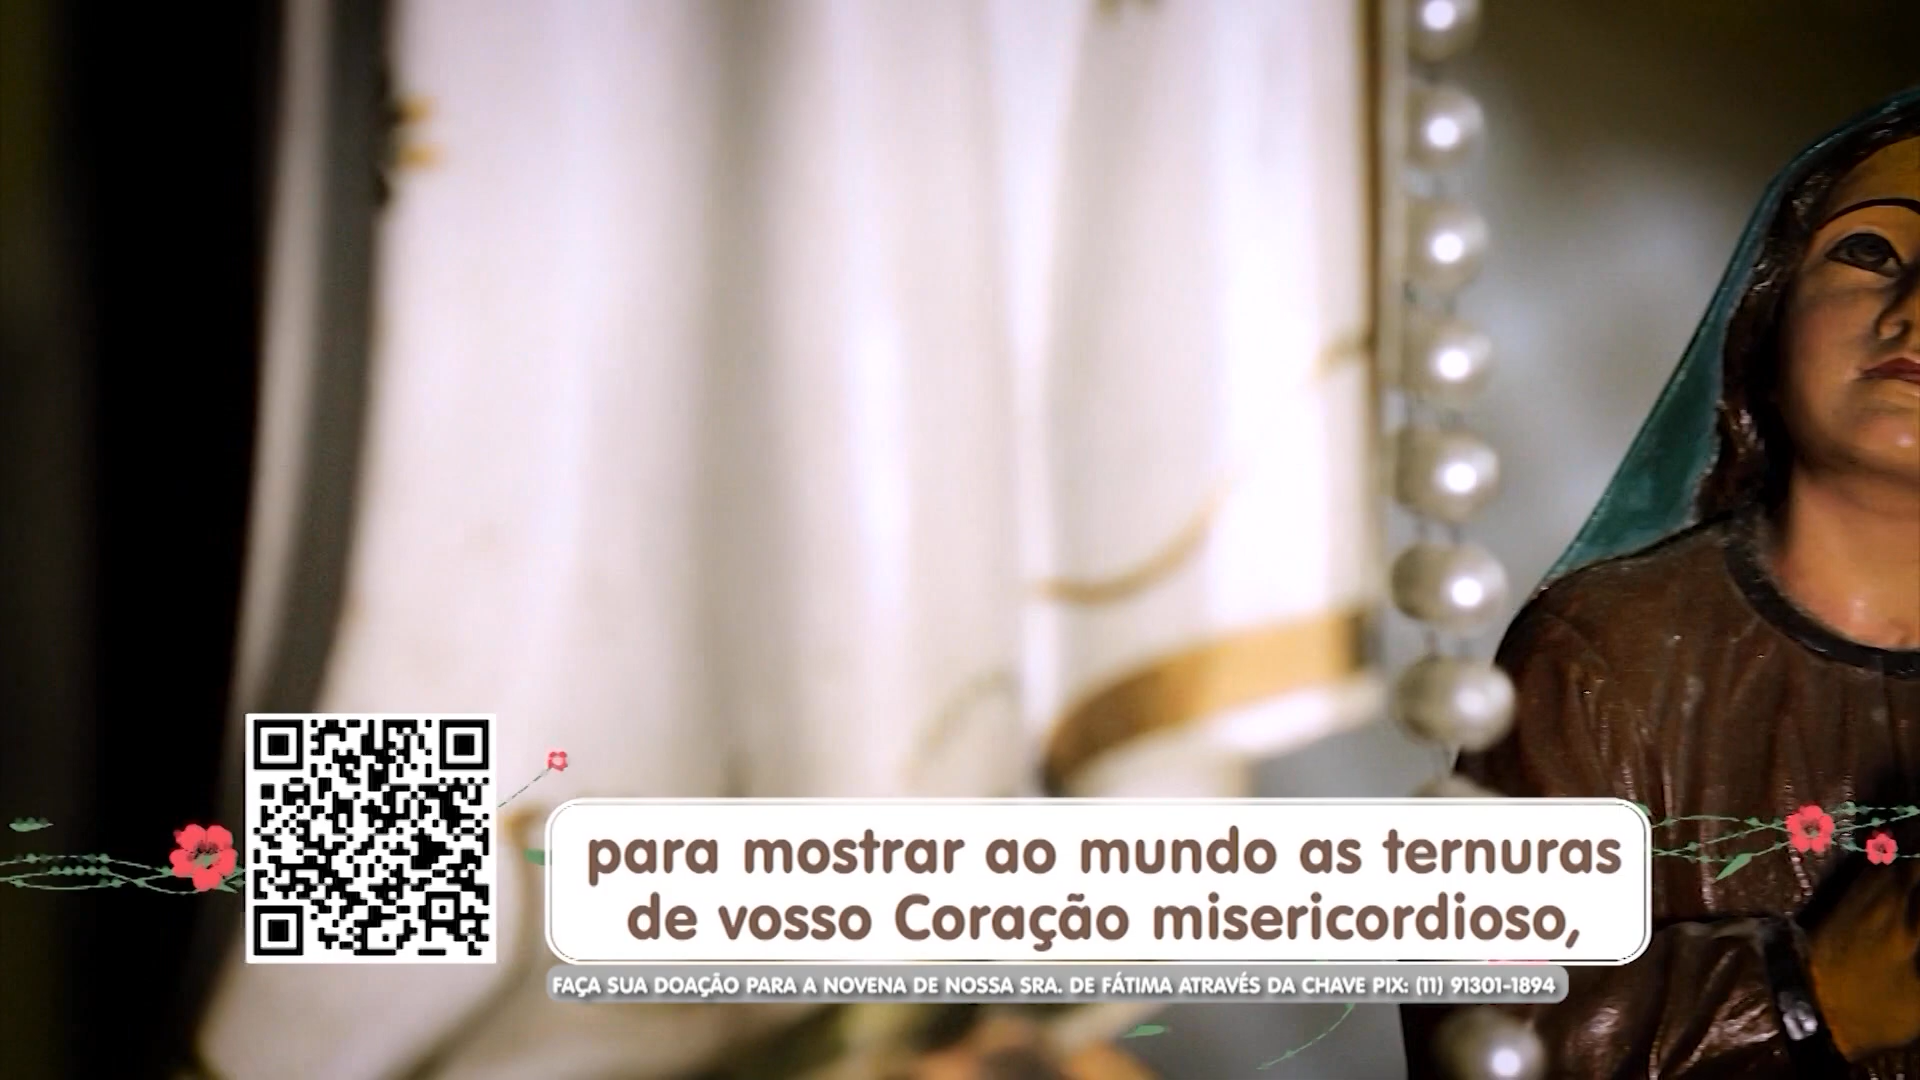 para mostrar ao mundo as ternuras
de vosso Coração misericordioso,
FAÇA SUA DOAÇÃO PARA A NOVENA DE NOSSA SRA. DE FÁTIMA ATRAVÉS DA CHAVE PIX: (11) 91301-1894